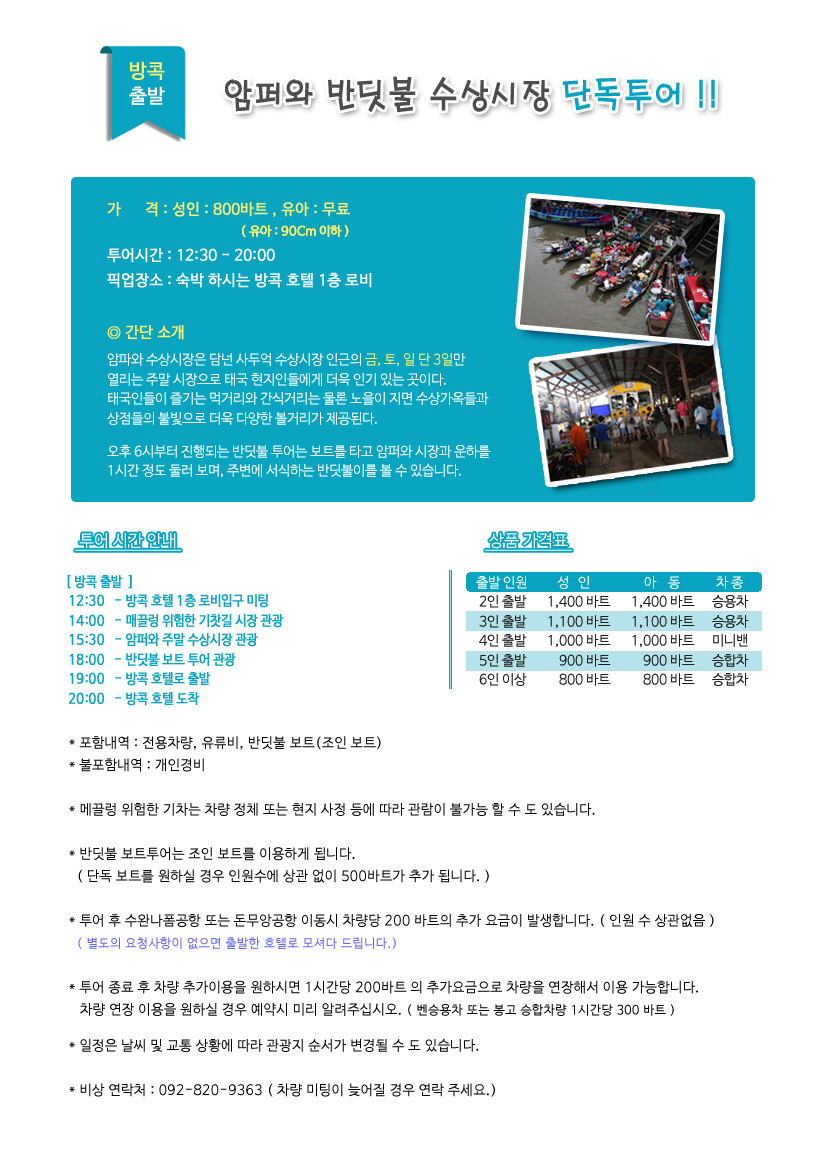 방콕
출발
암퍼와 반딧불 수상시장 단독투어 !!
가 격 : 성인 : 800바트 , 유아 : 무료
( 유아 : 90Cm 이하 )
투어시간 : 12:30 - 20:00
픽업장소 : 숙박 하시는 방콕 호텔 1층 로비
◎ 간단 소개
암파와 수상시장은 담넌 사두억 수상시장 인근의 금, 토, 일 단 3일만
열리는 주말 시장으로 태국 현지인들에게 더욱 인기 있는 곳이다.
태국인들이 즐기는 먹거리와 간식거리는 물론 노을이 지면 수상가옥들과
상점들의 불빛으로 더욱 다양한 볼거리가 제공된다.
오후 6시부터 진행되는 반딧불 투어는 보트를 타고 암퍼와 시장과 운하를
1시간 정도 둘러 보며, 주변에 서식하는 반딧불이를 볼 수 있습니다.
투어 시간 안내
[ 방콕 출발 ]
12:30 - 방콕 호텔 1층 로비입구 미팅
14:00 - 매끌렁 위험한 기찻길 시장 관광
15:30 - 암퍼와 주말 수상시장 관광
18:00 - 반딧불 보트 투어 관광
19:00 - 방콕 호텔로 출발
20:00 - 방콕 호텔 도착
상품 가격표
출발 인원 성 인 아 동 차 종
2인 출발 1,400 바트 1,400 바트 승용차
3인 출발 1,100 바트 1,100 바트 승용차
4인 출발 1,000 바트 1,000 바트 미니밴
5인 출발 900 바트 900 바트 승합차
6인 이상 800 바트 800 바트 승합차
* 포함내역 : 전용차량, 유류비, 반딧불 보트(조인 보트)
* 불포함내역 : 개인경비
* 메끌렁 위험한 기차는 차량 정체 또는 현지 사정 등에 따라 관람이 불가능 할 수 도 있습니다.
* 반딧불 보트투어는 조인 보트를 이용하게 됩니다.
( 단독 보트를 원하실 경우 인원수에 상관 없이 500바트가 추가 됩니다. )
* 투어 후 수완나폼공항 또는 돈무앙공항 이동시 차량당 200 바트의 추가 요금이 발생합니다. ( 인원 수 상관없음 )
( 별도의 요청사항이 없으면 출발한 호텔로 모셔다 드립니다.)
* 투어 종료 후 차량 추가이용을 원하시면 1시간당 200바트 의 추가요금으로 차량을 연장해서 이용 가능합니다.
차량 연장 이용을 원하실 경우 예약시 미리 알려주십시오. ( 벤승용차 또는 봉고 승합차량 1시간당 300 바트 )
* 일정은 날씨 및 교통 상황에 따라 관광지 순서가 변경될 수 도 있습니다.
* 비상 연락처 : 092-820-9363 ( 차량 미팅이 늦어질 경우 연락 주세요.)